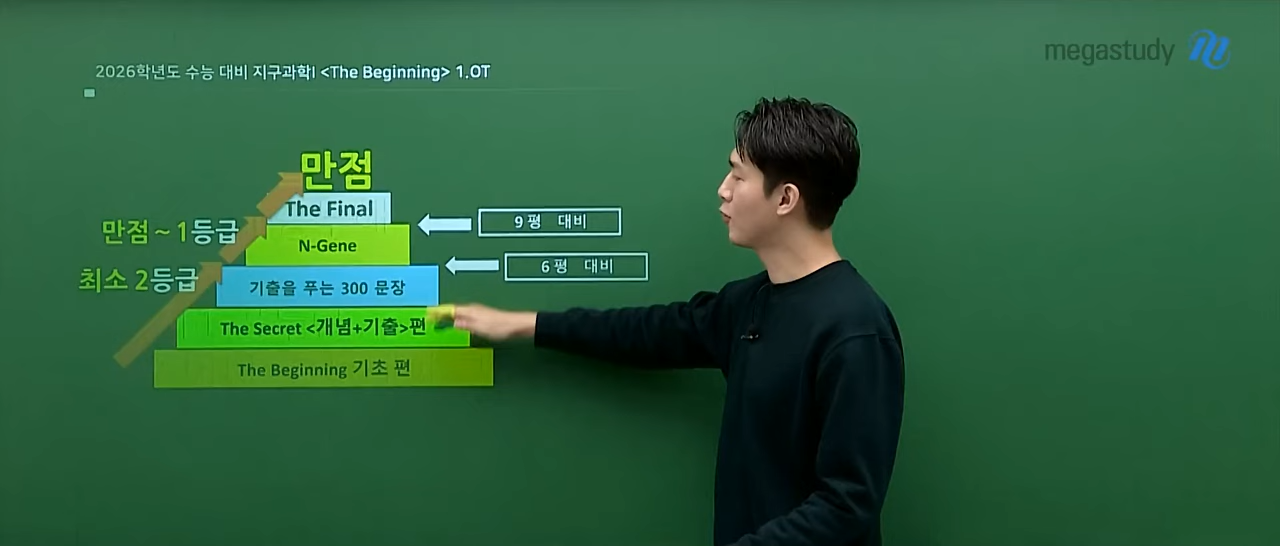 megastudy
2026학년도 수능 대비 지구과학I <The Beginning> 1.OT
만점
The Final
만점 ~ 1등급
9평 대비
N-Gene
6평 대비
최소 2등급
기출을 푸는 300 문장
The Secret <개념+기출>편
The Beginning 기초 편